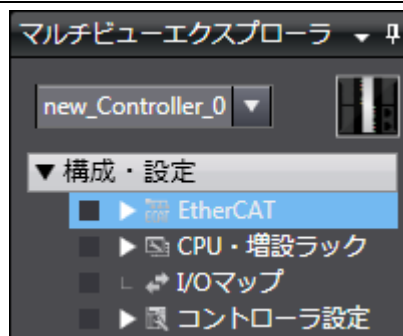 マルチビューエクスプローラ
new_Controller_0
構成・設定
EtherCAT
CPU・増設ラック
I/Oマップ
コントローラ設定